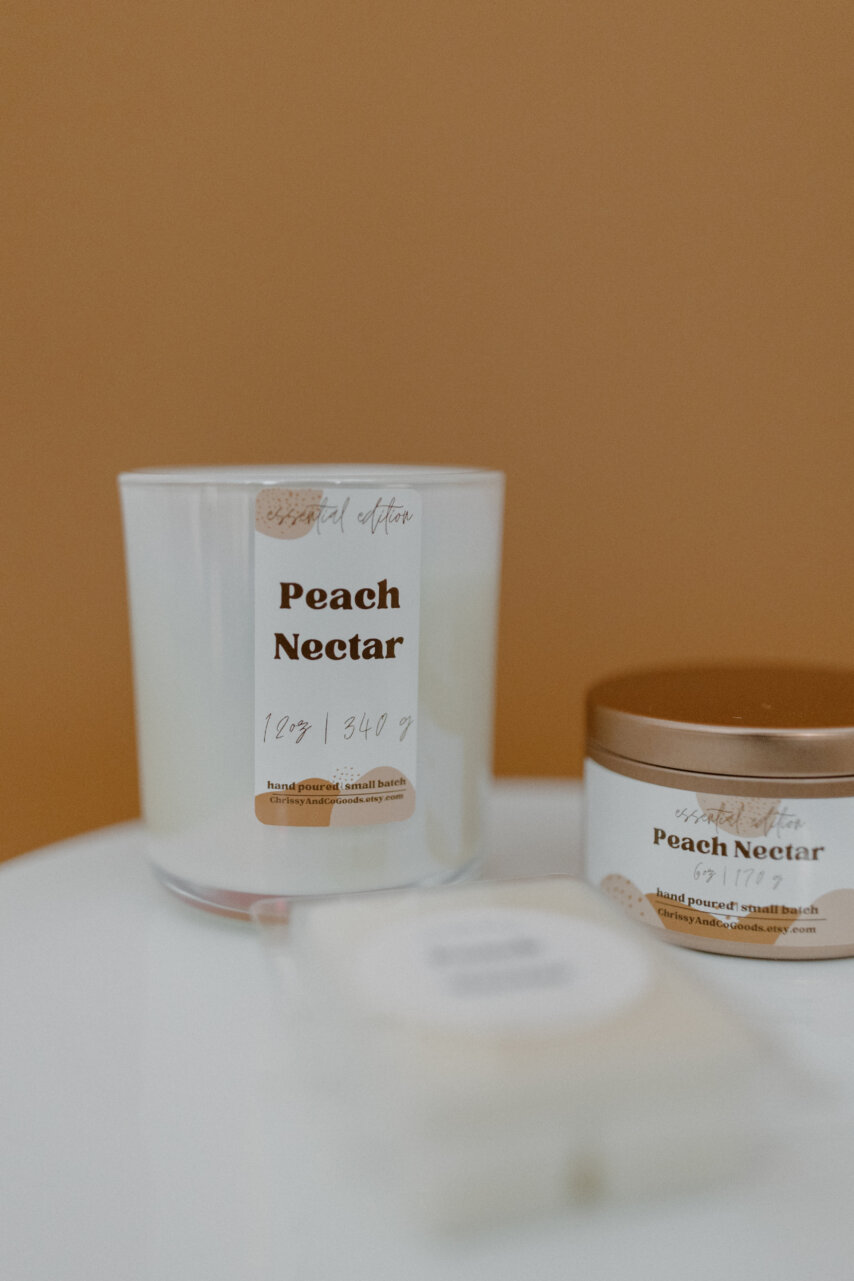 essential edition
Peach
Nectar
12oz | 340 g
hand poured small batch
ChrissyAndCoGoods.etsy.com
essential edition
Peach Nectar
6oz | 170 g
hand poured small batch
ChrissyAndCoGoods.etsy.com